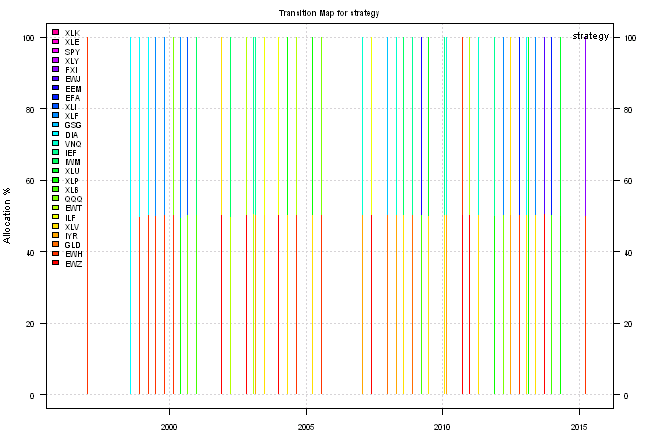 Transition Map for strategy
strategy
Allocation %
100
80
60
40
20
0
100
80
60
40
20
0
XLK
XLE
SPY
XLY
FXI
EWJ
EEM
EFA
XLI
XLF
GSG
DIA
VNQ
IEF
IWM
XLU
XLP
XLB
QQQ
EWT
ILF
XLV
IYR
GLD
EWH
EWZ
2000
2005
2010
2015